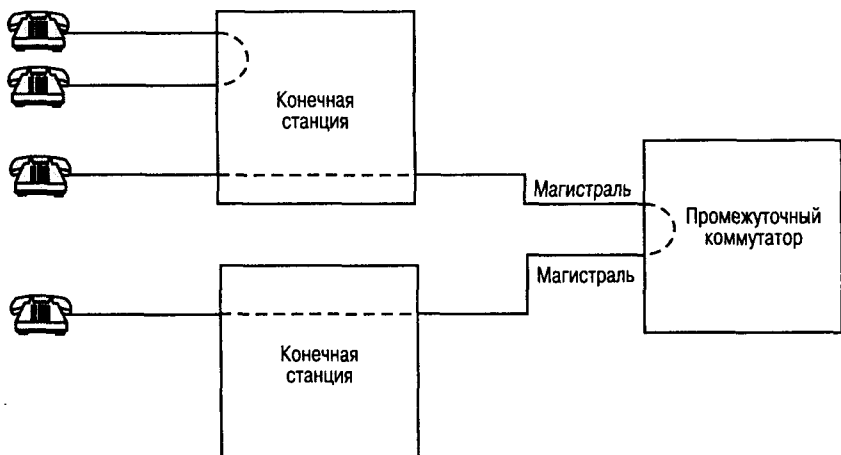 Конечная
станция
Магистраль
Промежуточный
коммутатор
Магистраль
Конечная
станция